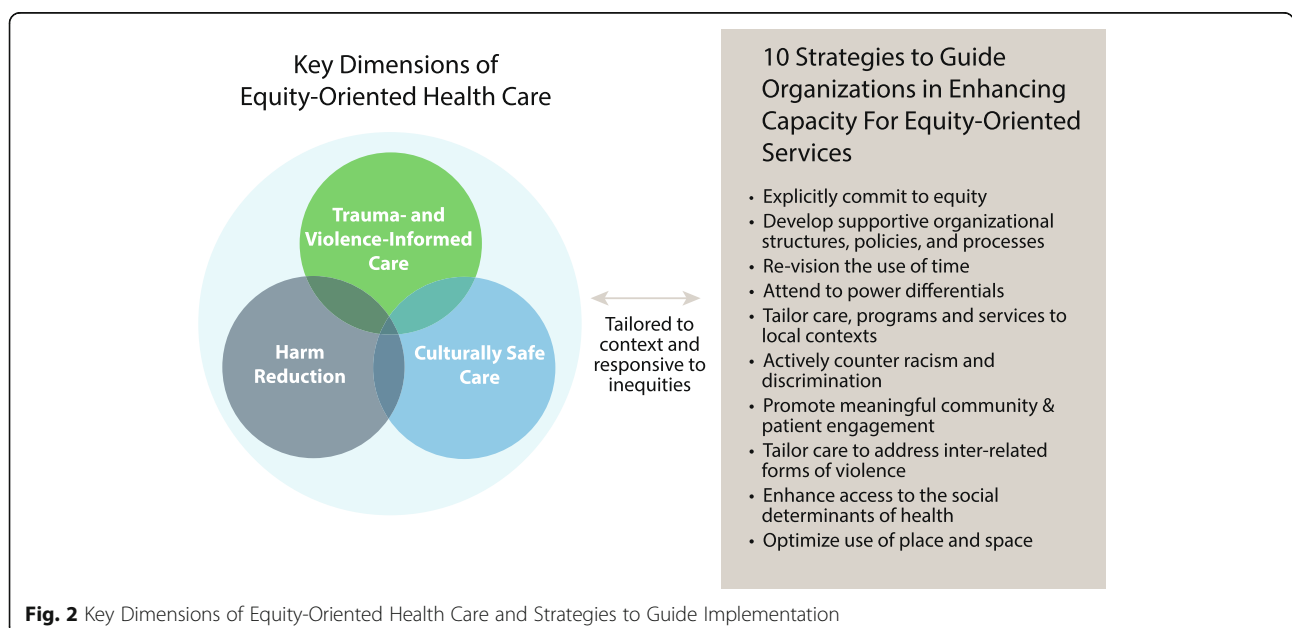 Key Dimensions of
Equity-Oriented Health Care
Trauma- and
Violence-Informed
Care
Harm
Reduction
Culturally Safe
Care
Tailored to
context and
responsive to
inequities
10 Strategies to Guide
Organizations in Enhancing
Capacity For Equity-Oriented
Services
• Explicitly commit to equity
• Develop supportive organizational
structures, policies, and processes
• Re-vision the use of time
• Attend to power differentials
• Tailor care, programs and services to
local contexts
• Actively counter racism and
discrimination
• Promote meaningful community &
patient engagement
• Tailor care to address inter-related
forms of violence
• Enhance access to the social
determinants of health
• Optimize use of place and space
Fig. 2 Key Dimensions of Equity-Oriented Health Care and Strategies to Guide Implementation